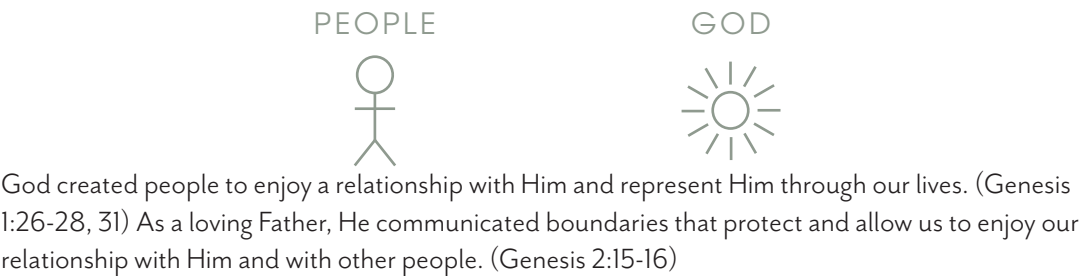 PEOPLE GOD
God created people to enjoy a relationship with Him and represent Him through our lives. (Genesis
1:26-28, 31) As a loving Father, He communicated boundaries that protect and allow us to enjoy our
relationship with Him and with other people. (Genesis 2:15-16)